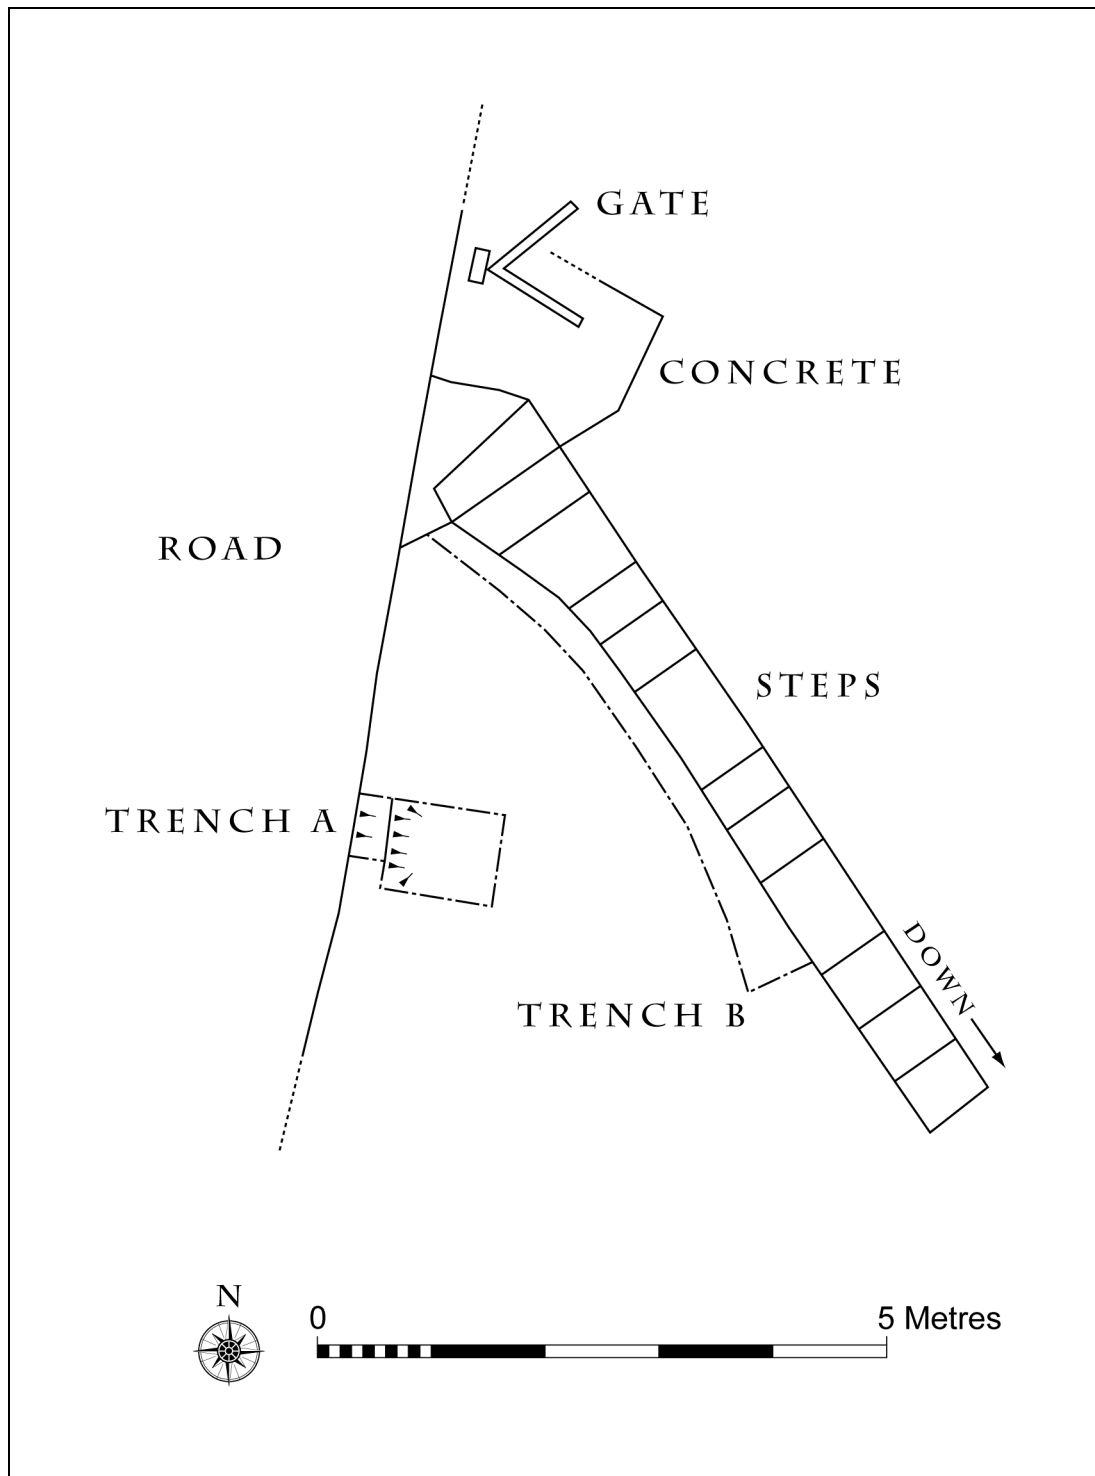 GATE
CONCRETE
ROAD
STEPS
TRENCH A
DOWN
TRENCH B
N
0
5 Metres